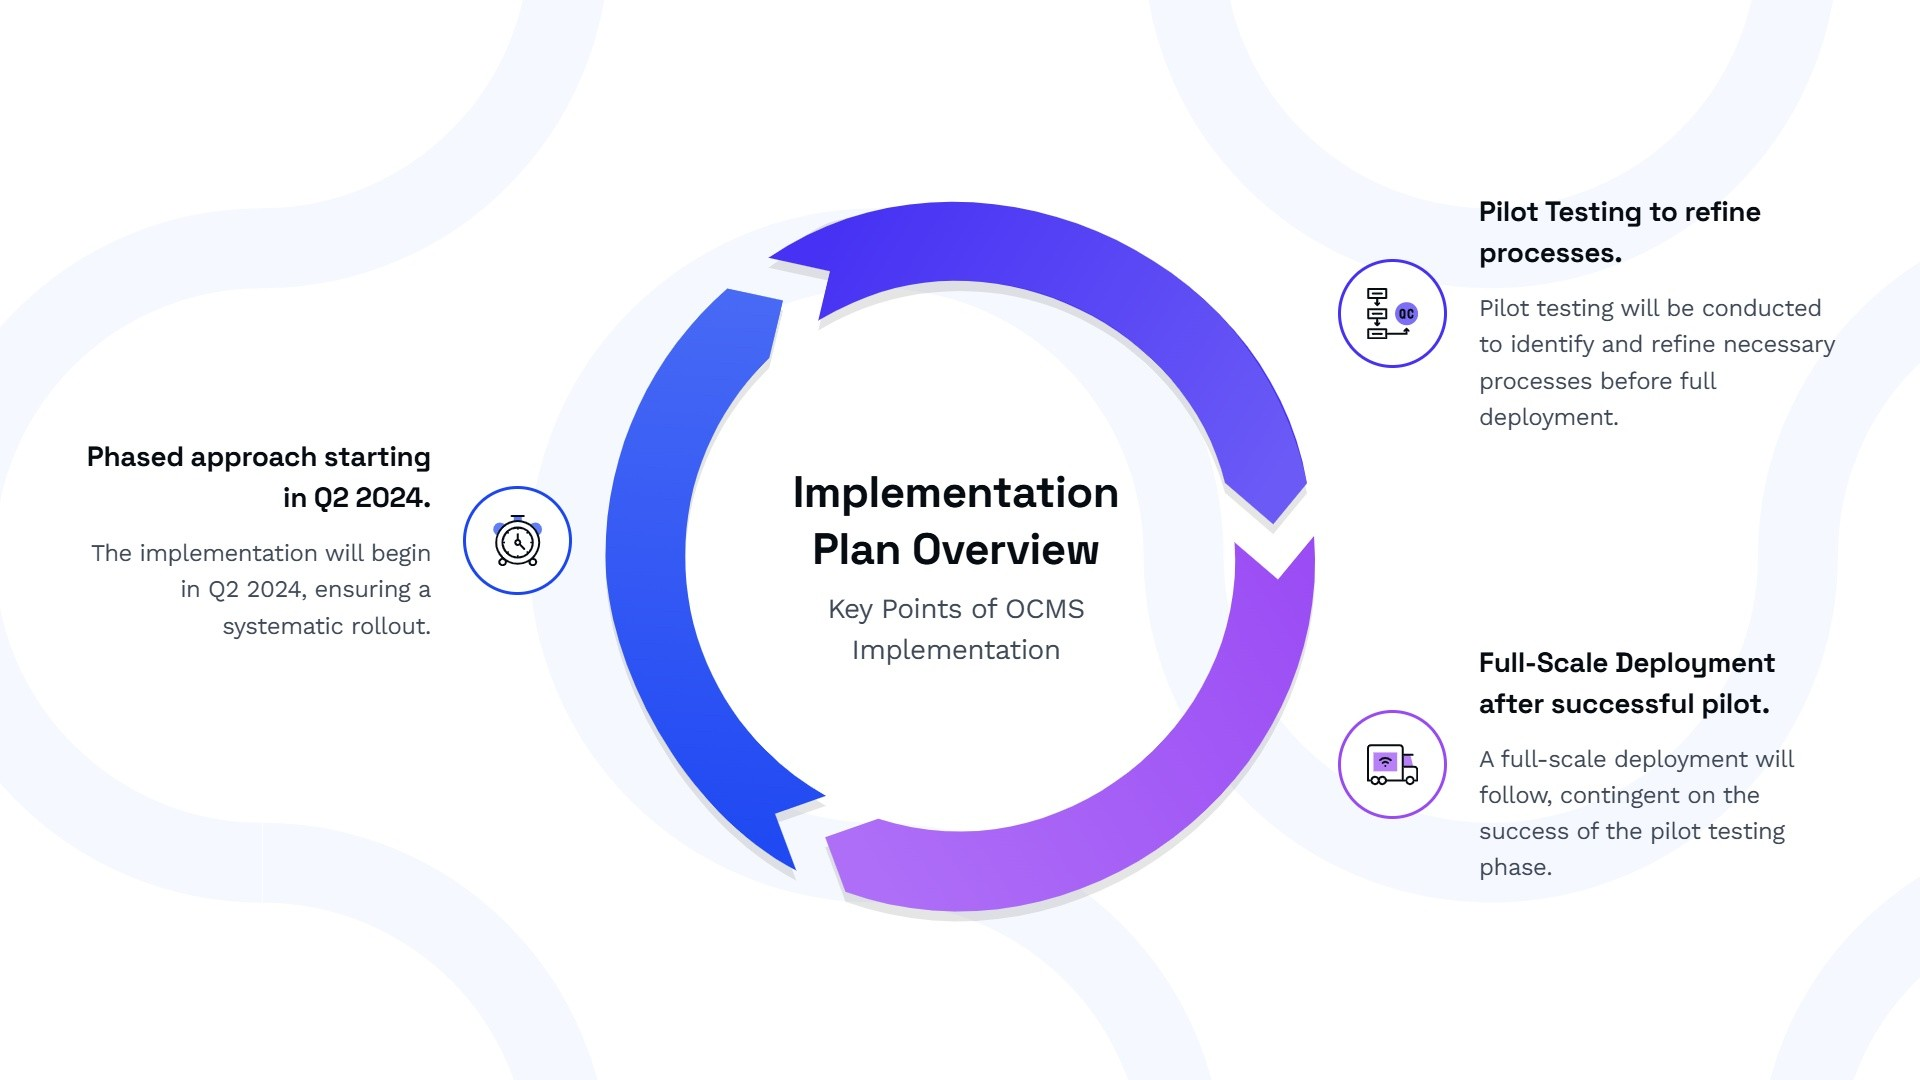 Implementation
Plan Overview
Key Points of OCMS
Implementation
Phased approach starting
in Q2 2024.
The implementation will begin
in Q2 2024, ensuring a
systematic rollout.
Pilot Testing to refine
processes.
Pilot testing will be conducted
to identify and refine necessary
processes before full
deployment.
QC
Full-Scale Deployment
after successful pilot.
A full-scale deployment will
follow, contingent on the
success of the pilot testing
phase.